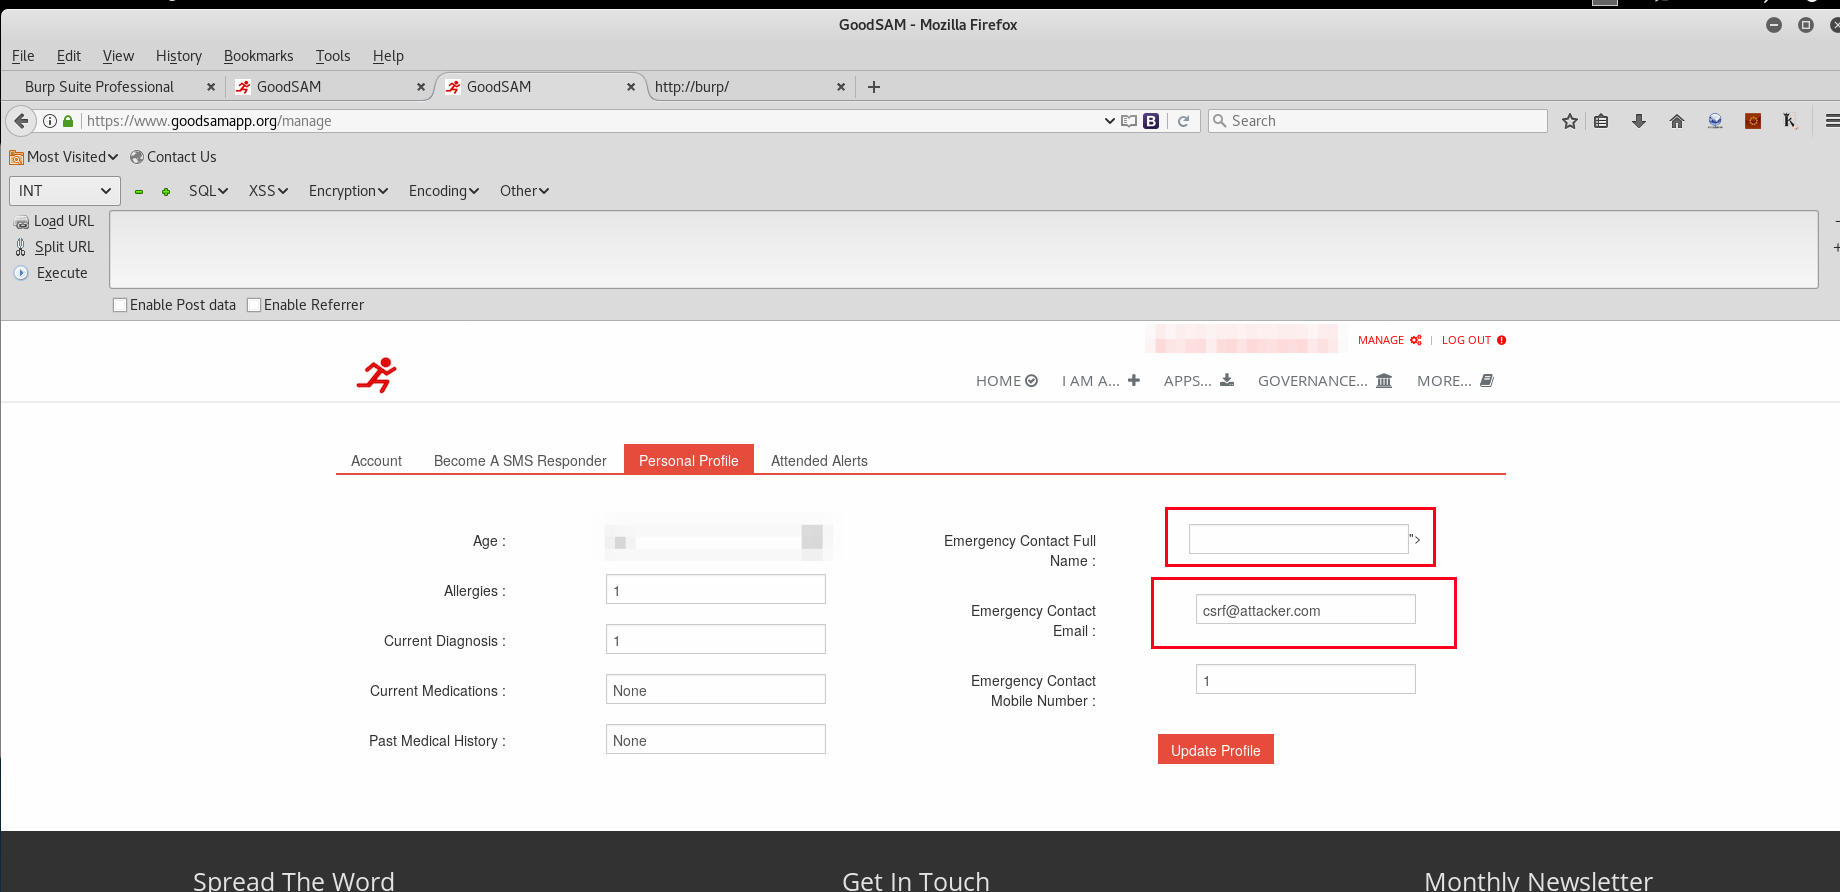 GoodSAM - Mozilla Firefox
File Edit View History Bookmarks Tools Help
Burp Suite Professional GoodSAM GoodSAM http://burp/
https://www.goodsamapp.org/manage B Search
Most Visited Contact Us
INT SQL XSS Encryption Encoding Other
Load URL
Split URL
Execute
Enable Post data Enable Referrer
MANAGE | LOG OUT
HOME I AM A... APPS... GOVERNANCE... MORE...
Account Become A SMS Responder Personal Profile Attended Alerts
Age :
Emergency Contact Full Name :
">
Allergies : 1
Emergency Contact Email : csrf@attacker.com
Current Diagnosis : 1
Current Medications : None
Emergency Contact Mobile Number : 1
Past Medical History : None
Update Profile
Spread The Word Get In Touch Monthly Newsletter